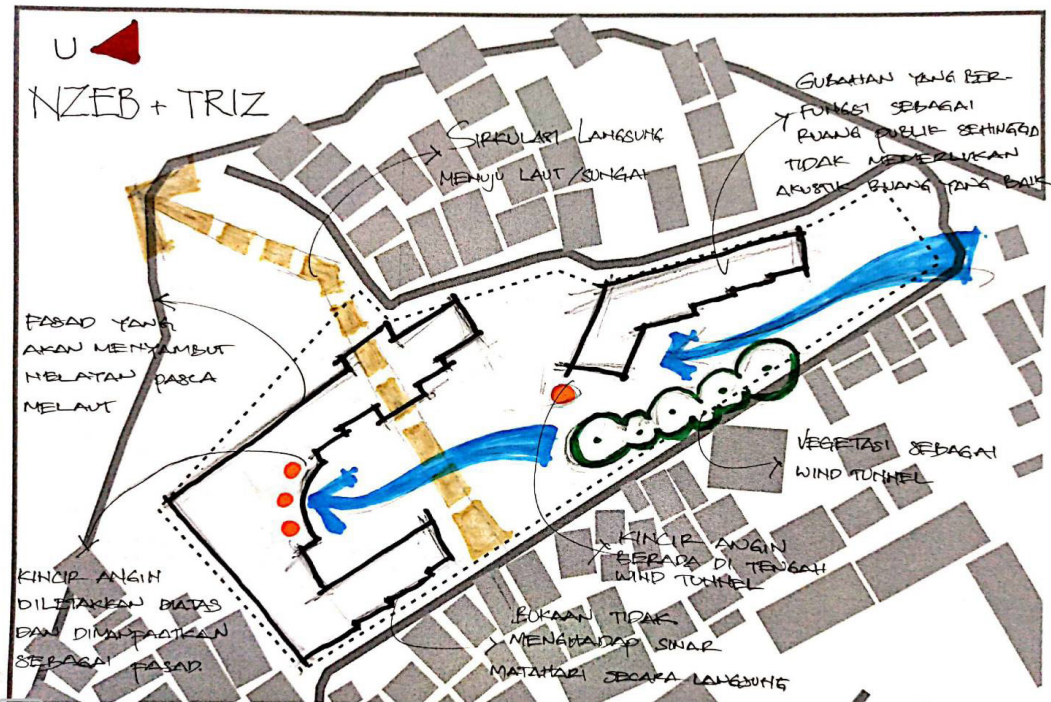 U
NZEB + TRIZ
SIRKULASI LANGSUNG
MENUJU LAUT/SUNGAI
GUBAHAN YANG BER-
FUNGSI SEBAGAI
RUANG PUBLIK SEHINGGA
TIDAK MEMERLUKAN
AKUSTIK RUANG YANG BAIK
FASAD YANG
AKAN MENYAMBUT
NELAYAN PASCA
MELAUT
VEGETASI SEBAGAI
WIND TUNNEL
KINCIR ANGIN
BERADA DI TENGAH
WIND TUNNEL
KINCIR ANGIN
DILETAKKAN DIATAS
DAN DIMANFAATKAN
SEBAGAI FASAD.
BUKAAN TIDAK
MENGHADAP SINAR
MATAHARI SECARA LANGSUNG